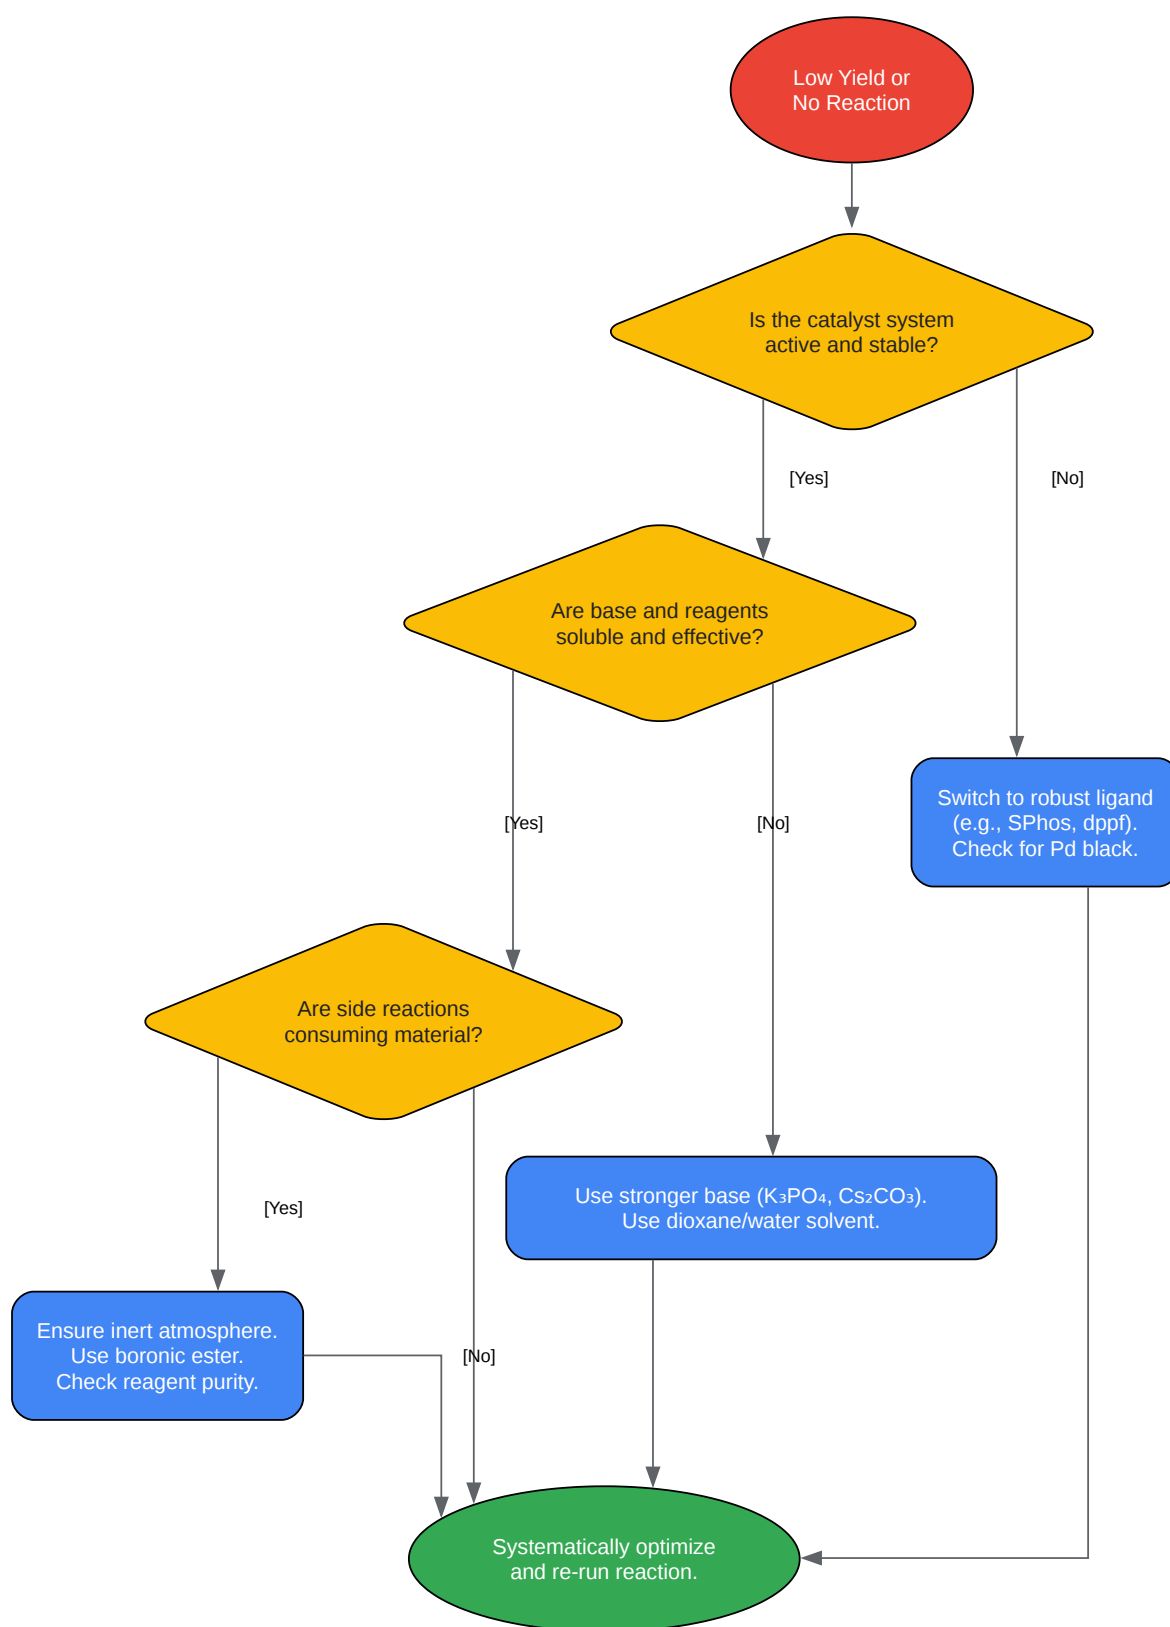 Low Yield or
No Reaction
Is the catalyst system
active and stable?
[Yes]
[No]
Are base and reagents
soluble and effective?
Switch to robust ligand
(e.g., SPhos, dppf).
Check for Pd black.
[Yes]
[No]
Are side reactions
consuming material?
Use stronger base (K₃PO₄, Cs₂CO₃).
Use dioxane/water solvent.
[Yes]
Ensure inert atmosphere.
Use boronic ester.
Check reagent purity.
[No]
Systematically optimize
and re-run reaction.